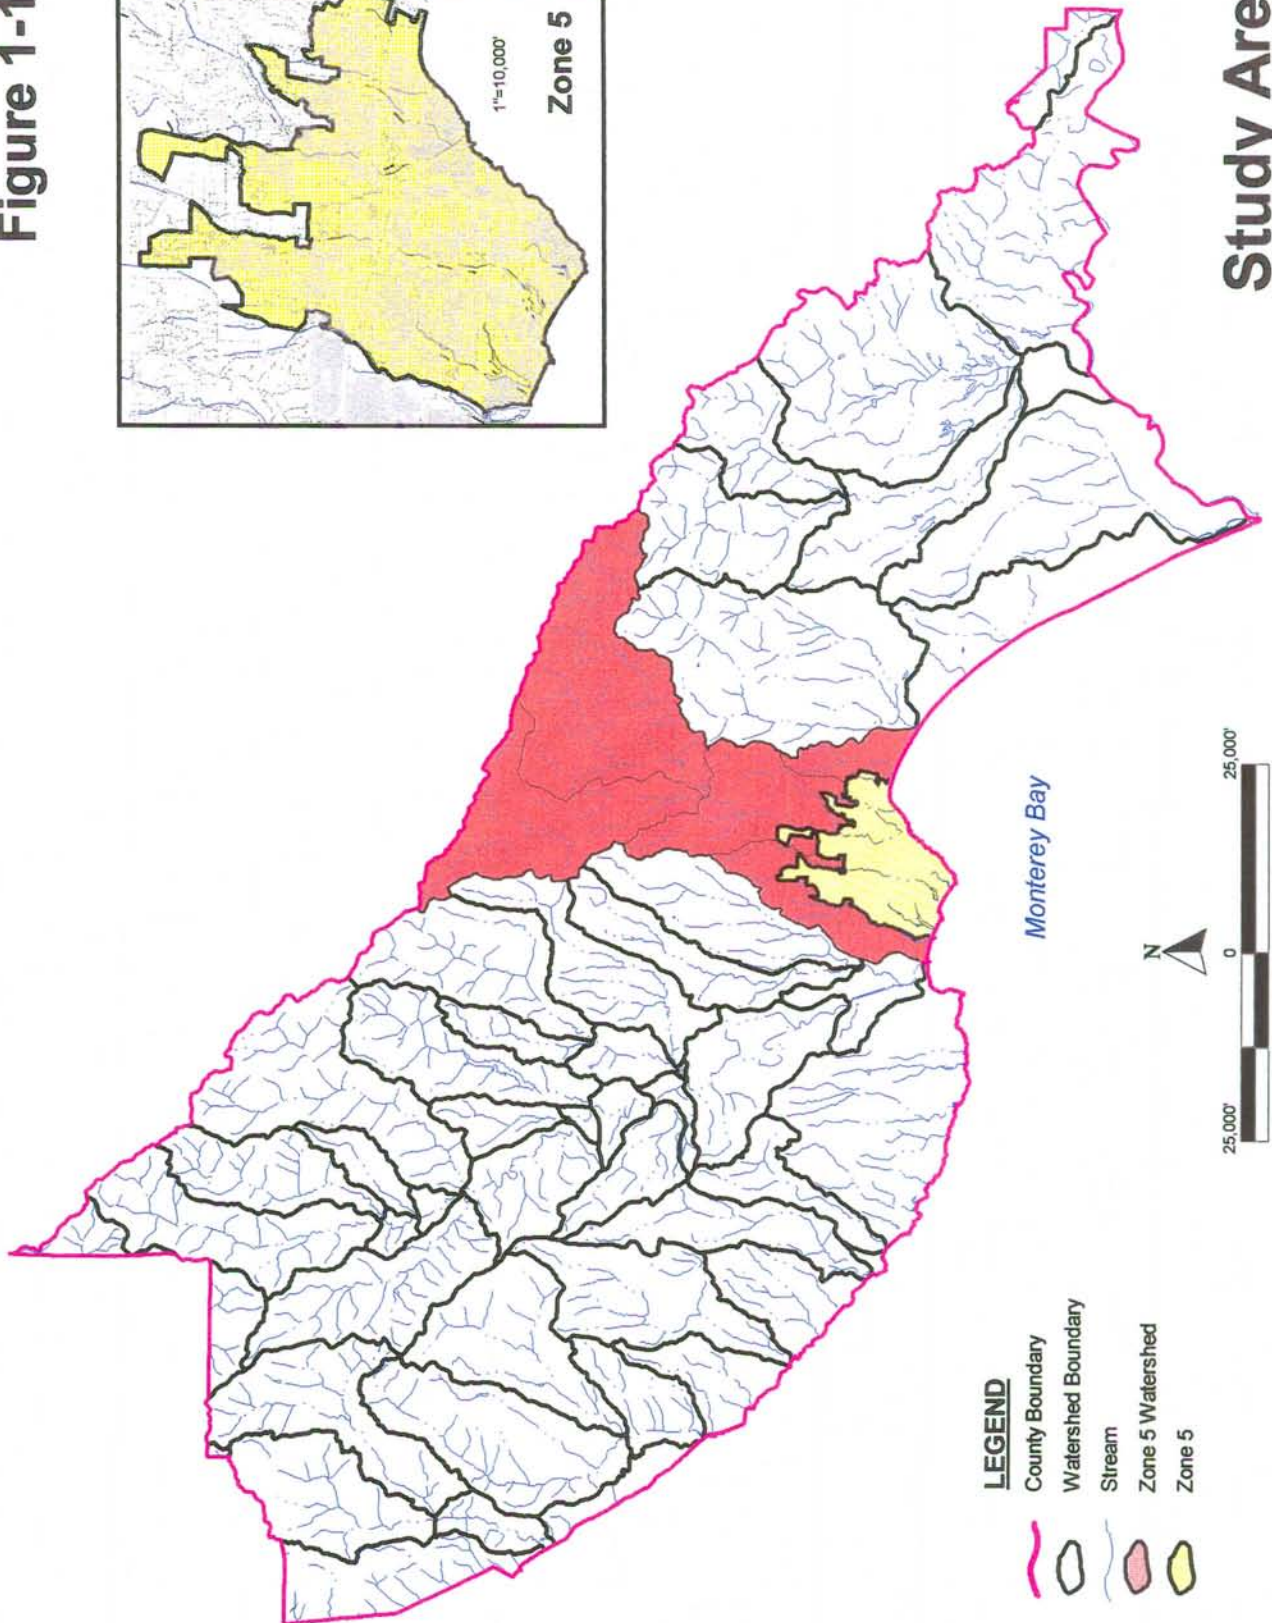 Figure 1-1
1"=10,000'
Zone 5
Monterey Bay
N
25,000'
0
25,000'
LEGEND
County Boundary
Watershed Boundary
Stream
Zone 5 Watershed
Zone 5
Study Are